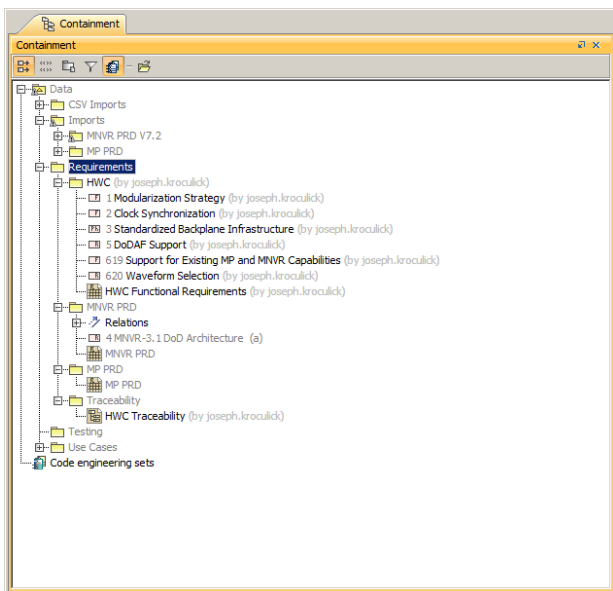 Containment
Containment
Data
CSV Imports
Imports
MNVR PRD V7.2
MP PRD
Requirements
HWC (by joseph.kroculick)
1 Modularization Strategy (by joseph.kroculick)
2 Clock Synchronization (by joseph.kroculick)
3 Standardized Backplane Infrastructure (by joseph.kroculick)
5 DoDAF Support (by joseph.kroculick)
619 Support for Existing MP and MNVR Capabilities (by joseph.kroculick)
620 Waveform Selection (by joseph.kroculick)
HWC Functional Requirements (by joseph.kroculick)
MNVR PRD
Relations
4 MNVR-3.1 DoD Architecture (a)
MNVR PRD
MP PRD
MP PRD
Traceability
HWC Traceability (by joseph.kroculick)
Testing
Use Cases
Code engineering sets